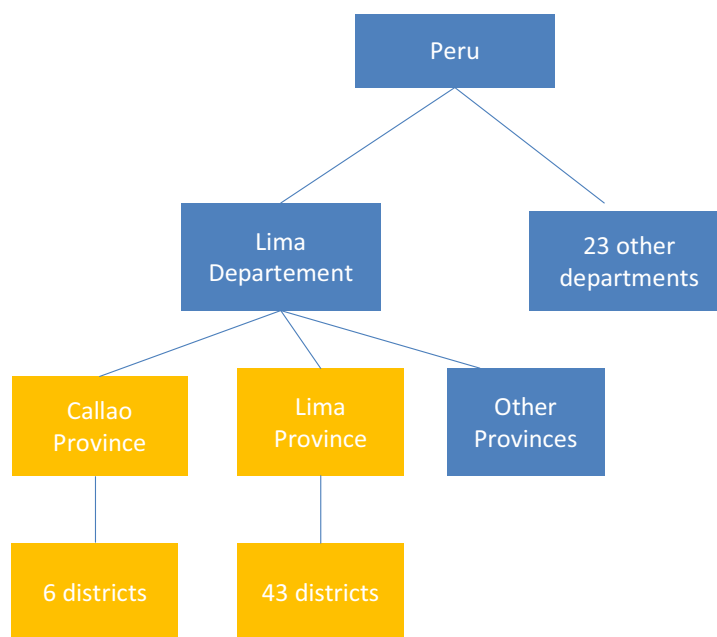 Peru
Lima
Departement
23 other
departments
Callao
Province
Lima
Province
Other
Provinces
6 districts
43 districts